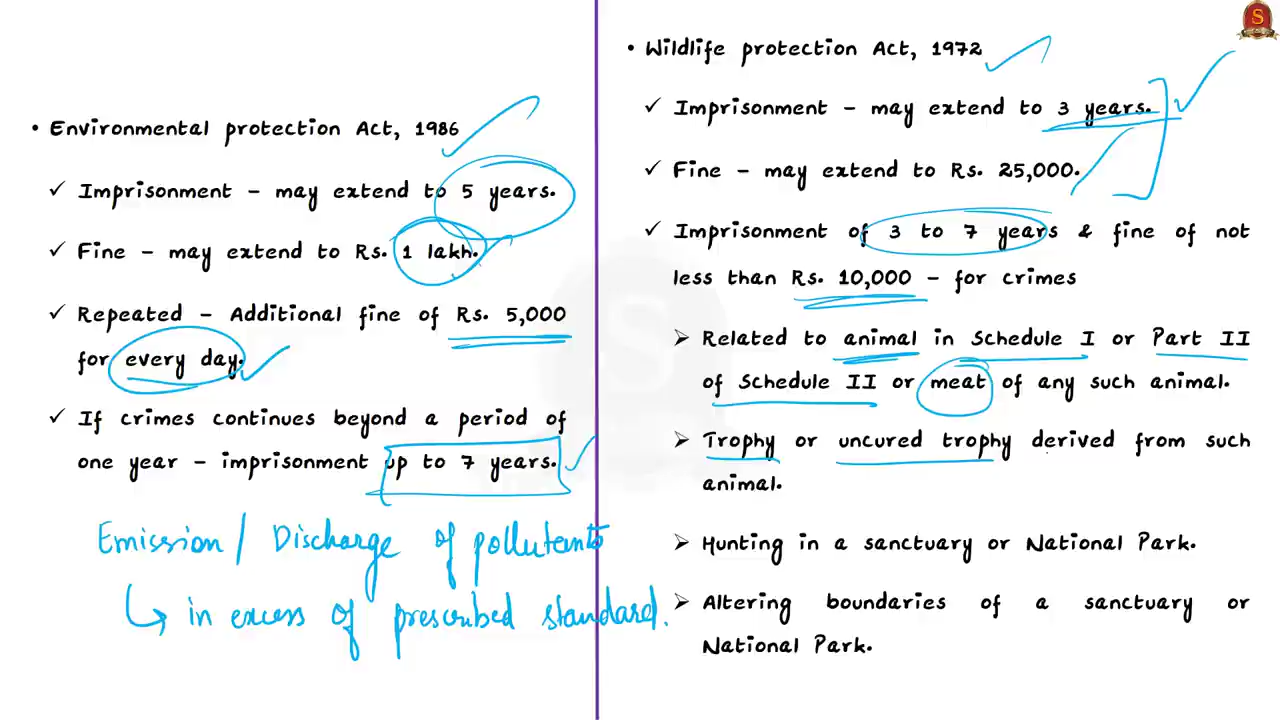 • Environmental protection Act, 1986
✓ Imprisonment - may extend to 5 years.
✓ Fine - may extend to Rs. 1 lakh.
✓ Repeated - Additional fine of Rs. 5,000
for every day.
✓ If crimes continues beyond a period of
one year - imprisonment up to 7 years.
Emission / Discharge of pollutants
↳ in excess of prescribed standard.
• Wildlife protection Act, 1972
✓ Imprisonment - may extend to 3 years.
✓ Fine - may extend to Rs. 25,000.
✓ Imprisonment of 3 to 7 years & fine of not
less than Rs. 10,000 - for crimes
➢ Related to animal in Schedule I or Part II
of Schedule II or meat of any such animal.
➢ Trophy or uncured trophy derived from such
animal.
➢ Hunting in a sanctuary or National Park.
➢ Altering boundaries of a sanctuary or
National Park.
S
S